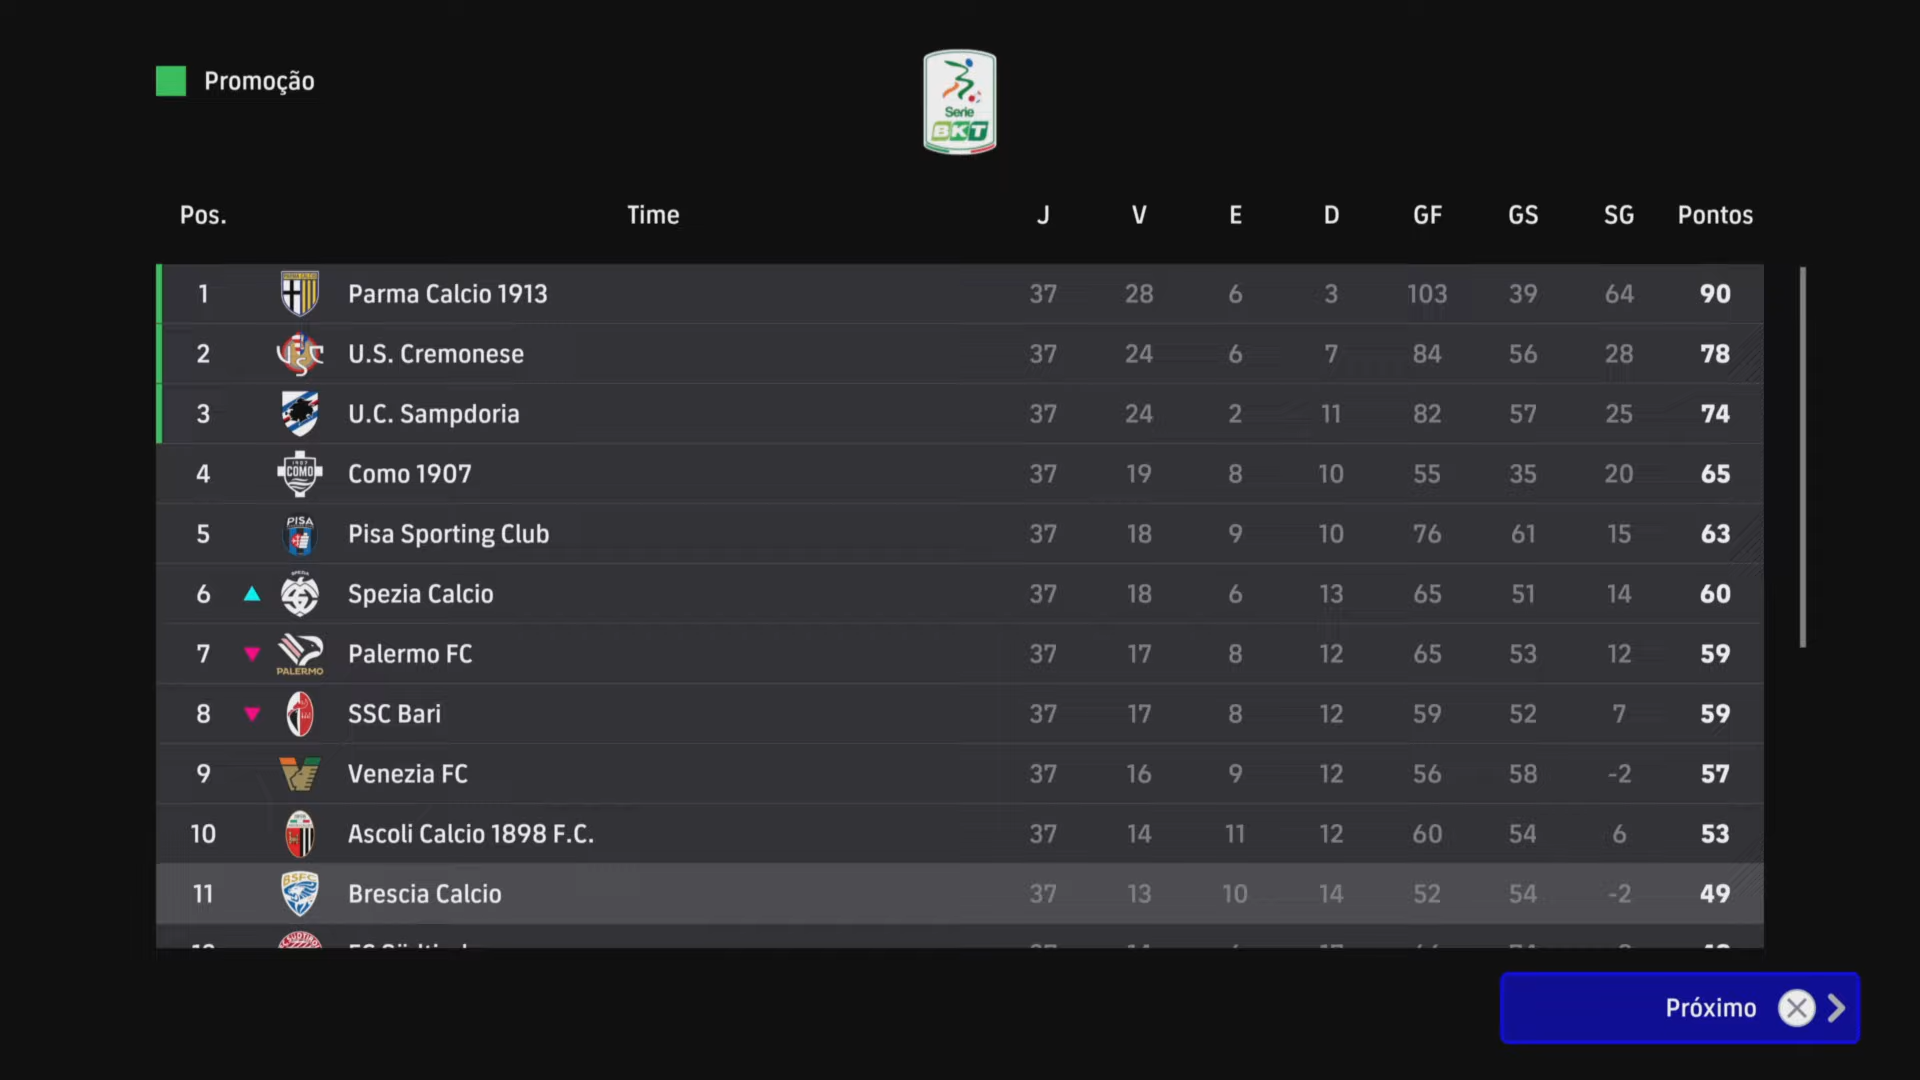 Promoção
Serie
BKT
Pos. Time J V E D GF GS SG Pontos
1 Parma Calcio 1913 37 28 6 3 103 39 64 90
2 U.S. Cremonese 37 24 6 7 84 56 28 78
3 U.C. Sampdoria 37 24 2 11 82 57 25 74
4 Como 1907 37 19 8 10 55 35 20 65
5 Pisa Sporting Club 37 18 9 10 76 61 15 63
6 Spezia Calcio 37 18 6 13 65 51 14 60
7 Palermo FC 37 17 8 12 65 53 12 59
8 SSC Bari 37 17 8 12 59 52 7 59
9 Venezia FC 37 16 9 12 56 58 -2 57
10 Ascoli Calcio 1898 F.C. 37 14 11 12 60 54 6 53
11 Brescia Calcio 37 13 10 14 52 54 -2 49
Próximo